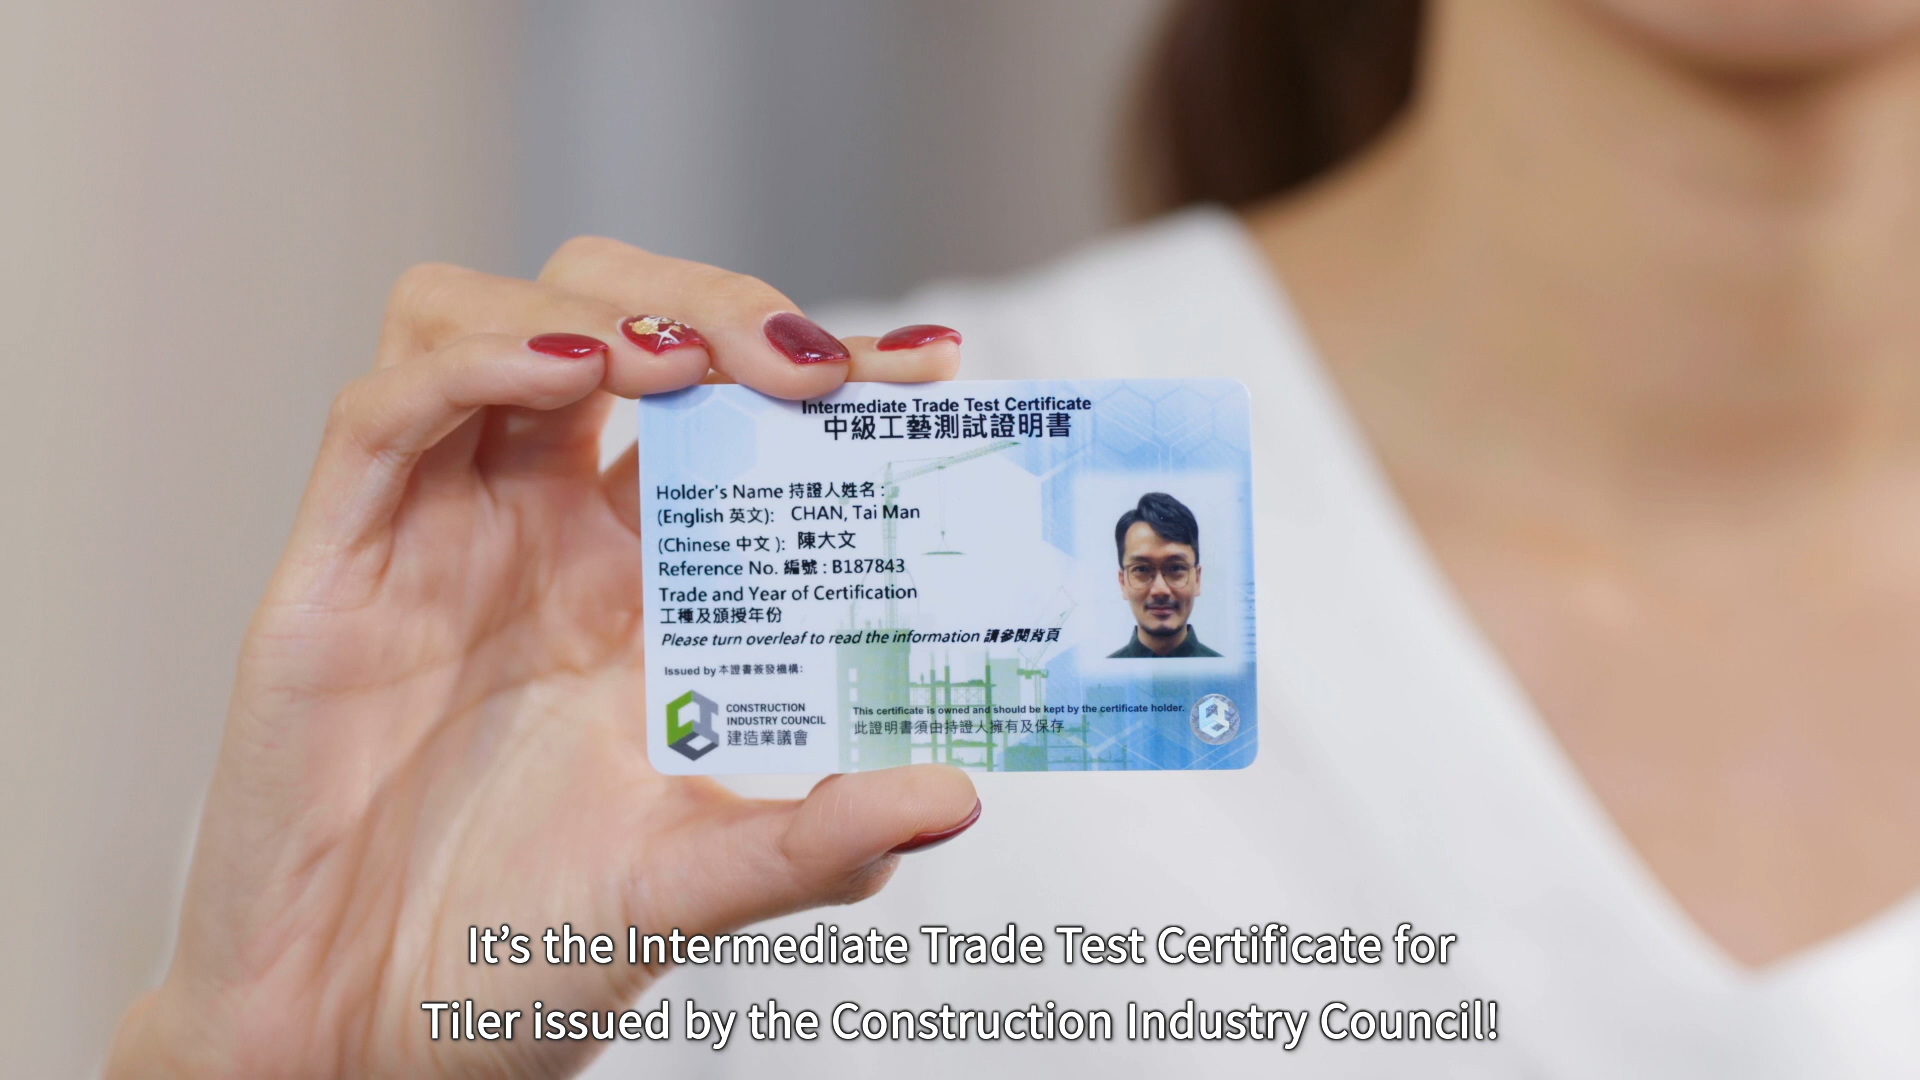 Intermediate Trade Test Certificate
中級工藝測試證明書
Holder's Name 持證人姓名 :
(English 英文): CHAN, Tai Man
(Chinese 中文 ): 陳大文
Reference No. 編號 : B187843
Trade and Year of Certification
工種及頒授年份
Please turn overleaf to read the information 請參閱背頁
Issued by 本證書簽發機構:
CONSTRUCTION
INDUSTRY COUNCIL
建造業議會
This certificate is owned and should be kept by the certificate holder.
此證明書須由持證人擁有及保存
It’s the Intermediate Trade Test Certificate for
Tiler issued by the Construction Industry Council!